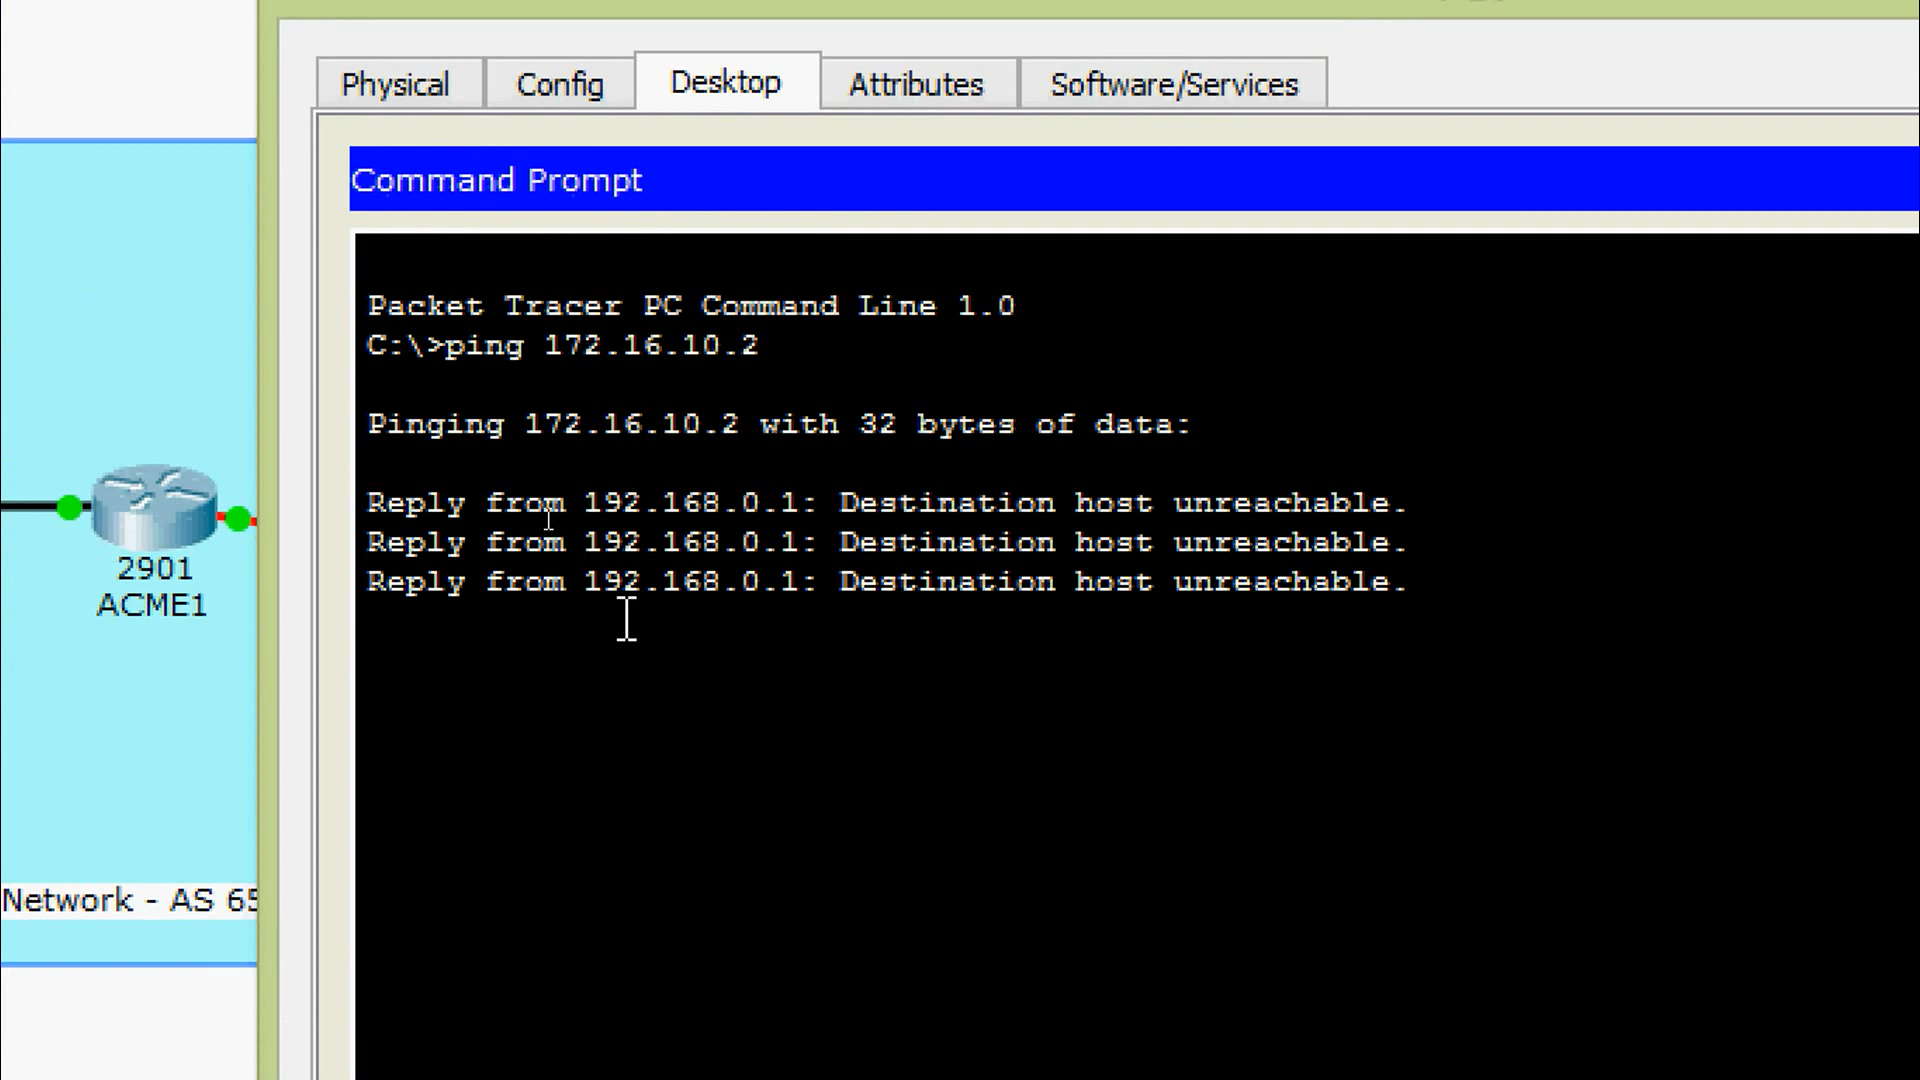 Physical
Config
Desktop
Attributes
Software/Services
Command Prompt
Packet Tracer PC Command Line 1.0
C:\>ping 172.16.10.2
Pinging 172.16.10.2 with 32 bytes of data:
Reply from 192.168.0.1: Destination host unreachable.
Reply from 192.168.0.1: Destination host unreachable.
Reply from 192.168.0.1: Destination host unreachable.
2901
ACME1
Network - AS 65